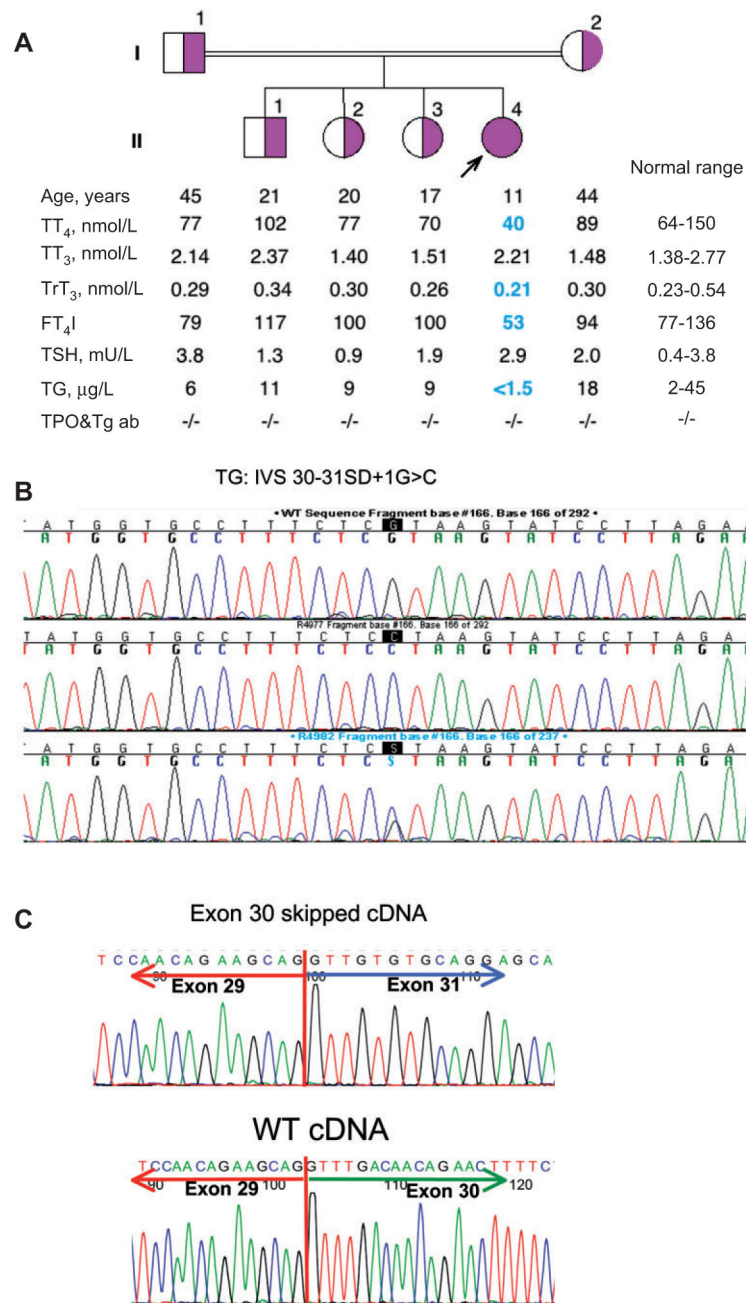 A
I
1
2
II
1
2
3
4
Normal range
Age, years 45 21 20 17 11 44
TT4, nmol/L 77 102 77 70 40 89 64-150
TT3, nmol/L 2.14 2.37 1.40 1.51 2.21 1.48 1.38-2.77
TrT3, nmol/L 0.29 0.34 0.30 0.26 0.21 0.30 0.23-0.54
FT4I 79 117 100 100 53 94 77-136
TSH, mU/L 3.8 1.3 0.9 1.9 2.9 2.0 0.4-3.8
TG, µg/L 6 11 9 9 <1.5 18 2-45
TPO&Tg ab -/- -/- -/- -/- -/- -/- -/-
TG: IVS 30-31SD+1G>C
B
• WT Sequence Fragment base #166. Base 166 of 292 •
T A T G G T G C C T T T C T C G T A A G T A T C C T T A G A A
A T G G T G C C T T T C T C G T A A G T A T C C T T A G A A
R4977 Fragment base #166. Base 166 of 292
T A T G G T G C C T T T C T C C T A A G T A T C C T T A G A
T A T G G T G C C T T T C T C C T A A G T A T C C T T A G A
• R4982 Fragment base #166. Base 166 of 237 •
T A T G G T G C C T T T C T C S T A A G T A T C C T T A G A
A T G G T G C C T T T C T C S T A A G T A T C C T T A G A
C
Exon 30 skipped cDNA
T C C A A C A G A A G C A G G T T G T G T G C A G G A G C A
90 100 110
Exon 29 Exon 31
WT cDNA
TCCAACAGAAGCAGGTTTGACAACAGAACTTTTC
90 100 110 120
Exon 29 Exon 30